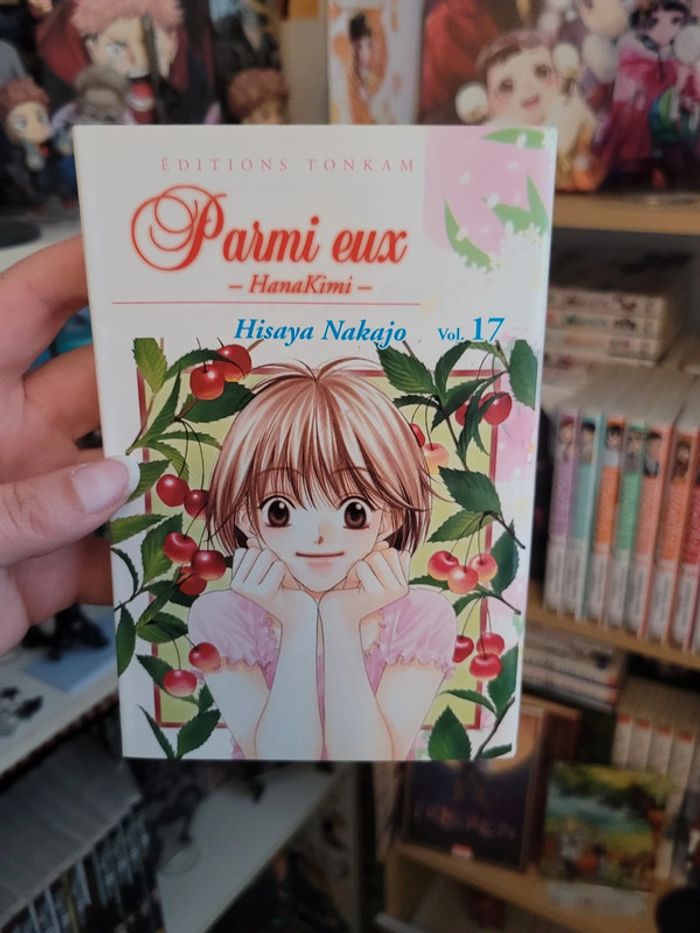 ÉDITIONS TONKAM
Parmi eux
– HanaKimi –
Hisaya Nakajo Vol. 17